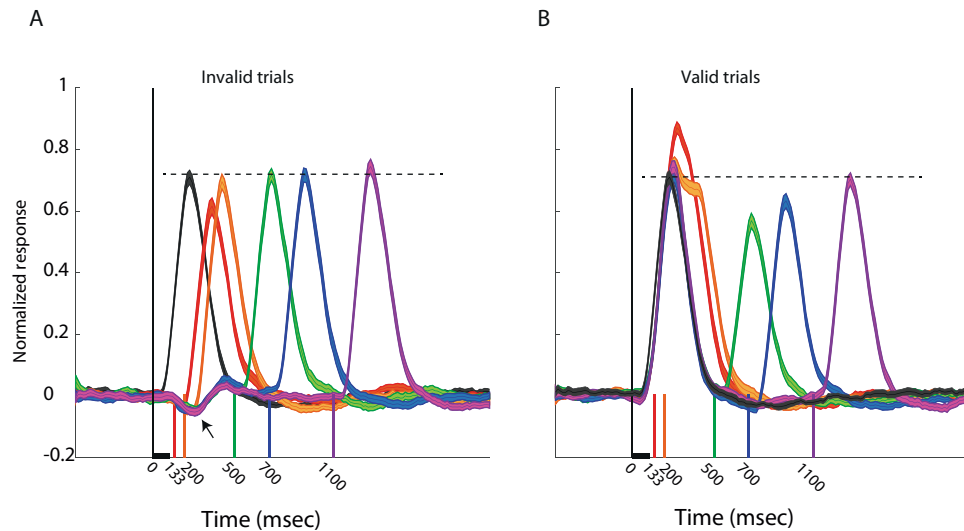 A
B
Invalid trials
Valid trials
1
0.8
0.6
0.4
0.2
0
-0.2
Normalized response
0
133
200
500
700
1100
0
133
200
500
700
1100
Time (msec)
Time (msec)